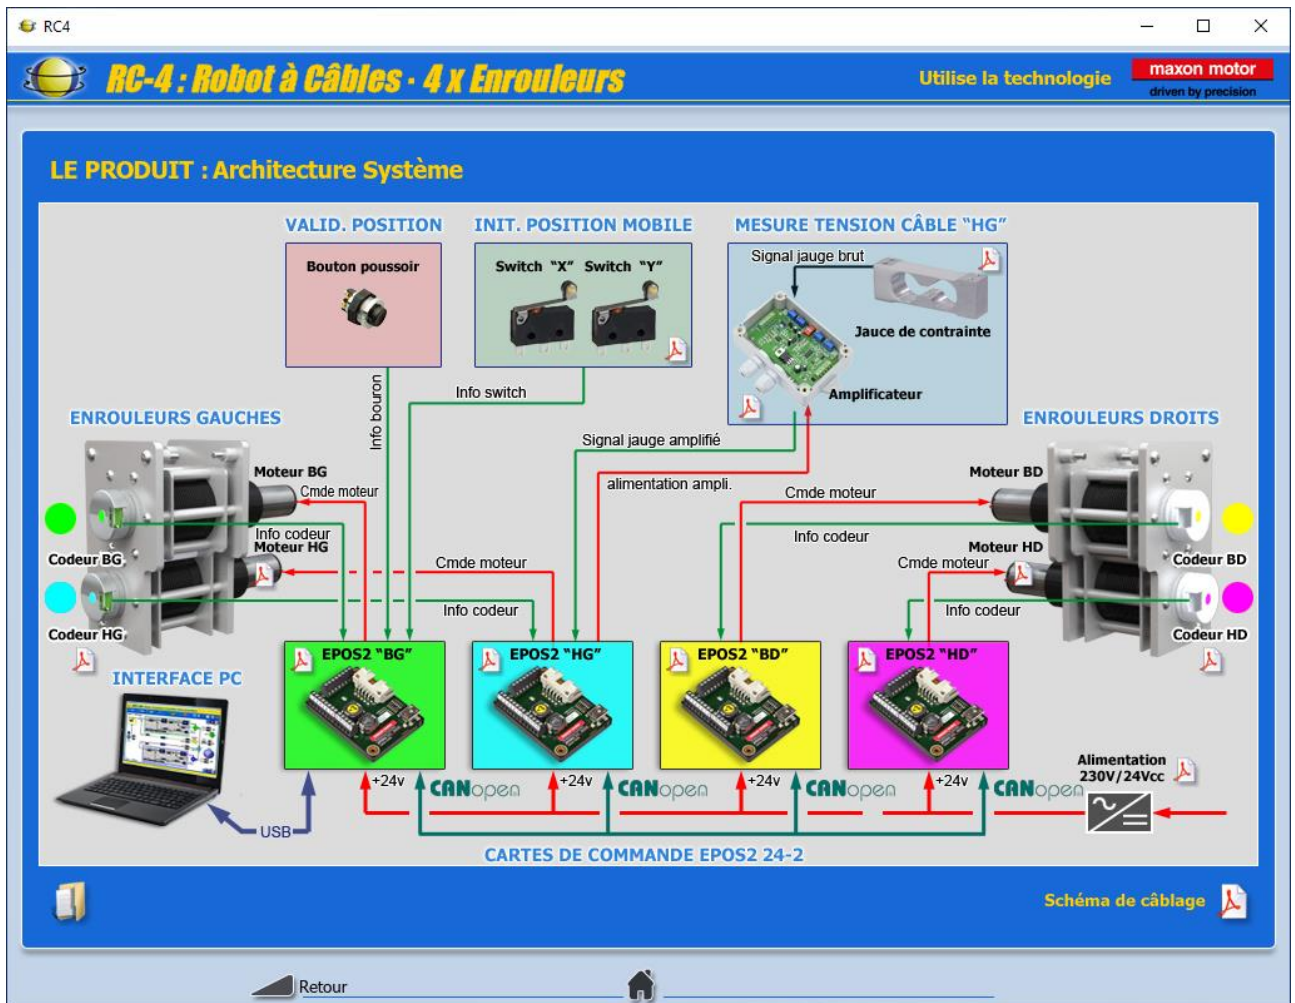 RC4
RC-4 : Robot à Câbles - 4 x Enrouleurs
Utilise la technologie
maxon motor
driven by precision
LE PRODUIT : Architecture Système
VALID. POSITION
INIT. POSITION MOBILE
MESURE TENSION CÂBLE "HG"
Bouton poussoir
Switch "X" Switch "Y"
Signal jauge brut
Jauce de contrainte
Amplificateur
Info bouron
Info switch
Signal jauge amplifié
alimentation ampli.
ENROULEURS GAUCHES
ENROULEURS DROITS
Moteur BG
Cmde moteur
Info codeur
Codeur BG
Moteur HG
Cmde moteur
Info codeur
Codeur HG
Moteur BD
Cmde moteur
Info codeur
Codeur BD
Moteur HD
Cmde moteur
Info codeur
Codeur HD
INTERFACE PC
EPOS2 "BG"
EPOS2 "HG"
EPOS2 "BD"
EPOS2 "HD"
+24v
CANopen
+24v
CANopen
+24v
CANopen
+24v
CANopen
Alimentation
230V/24Vcc
USB
CARTES DE COMMANDE EPOS2 24-2
Schéma de câblage
Retour